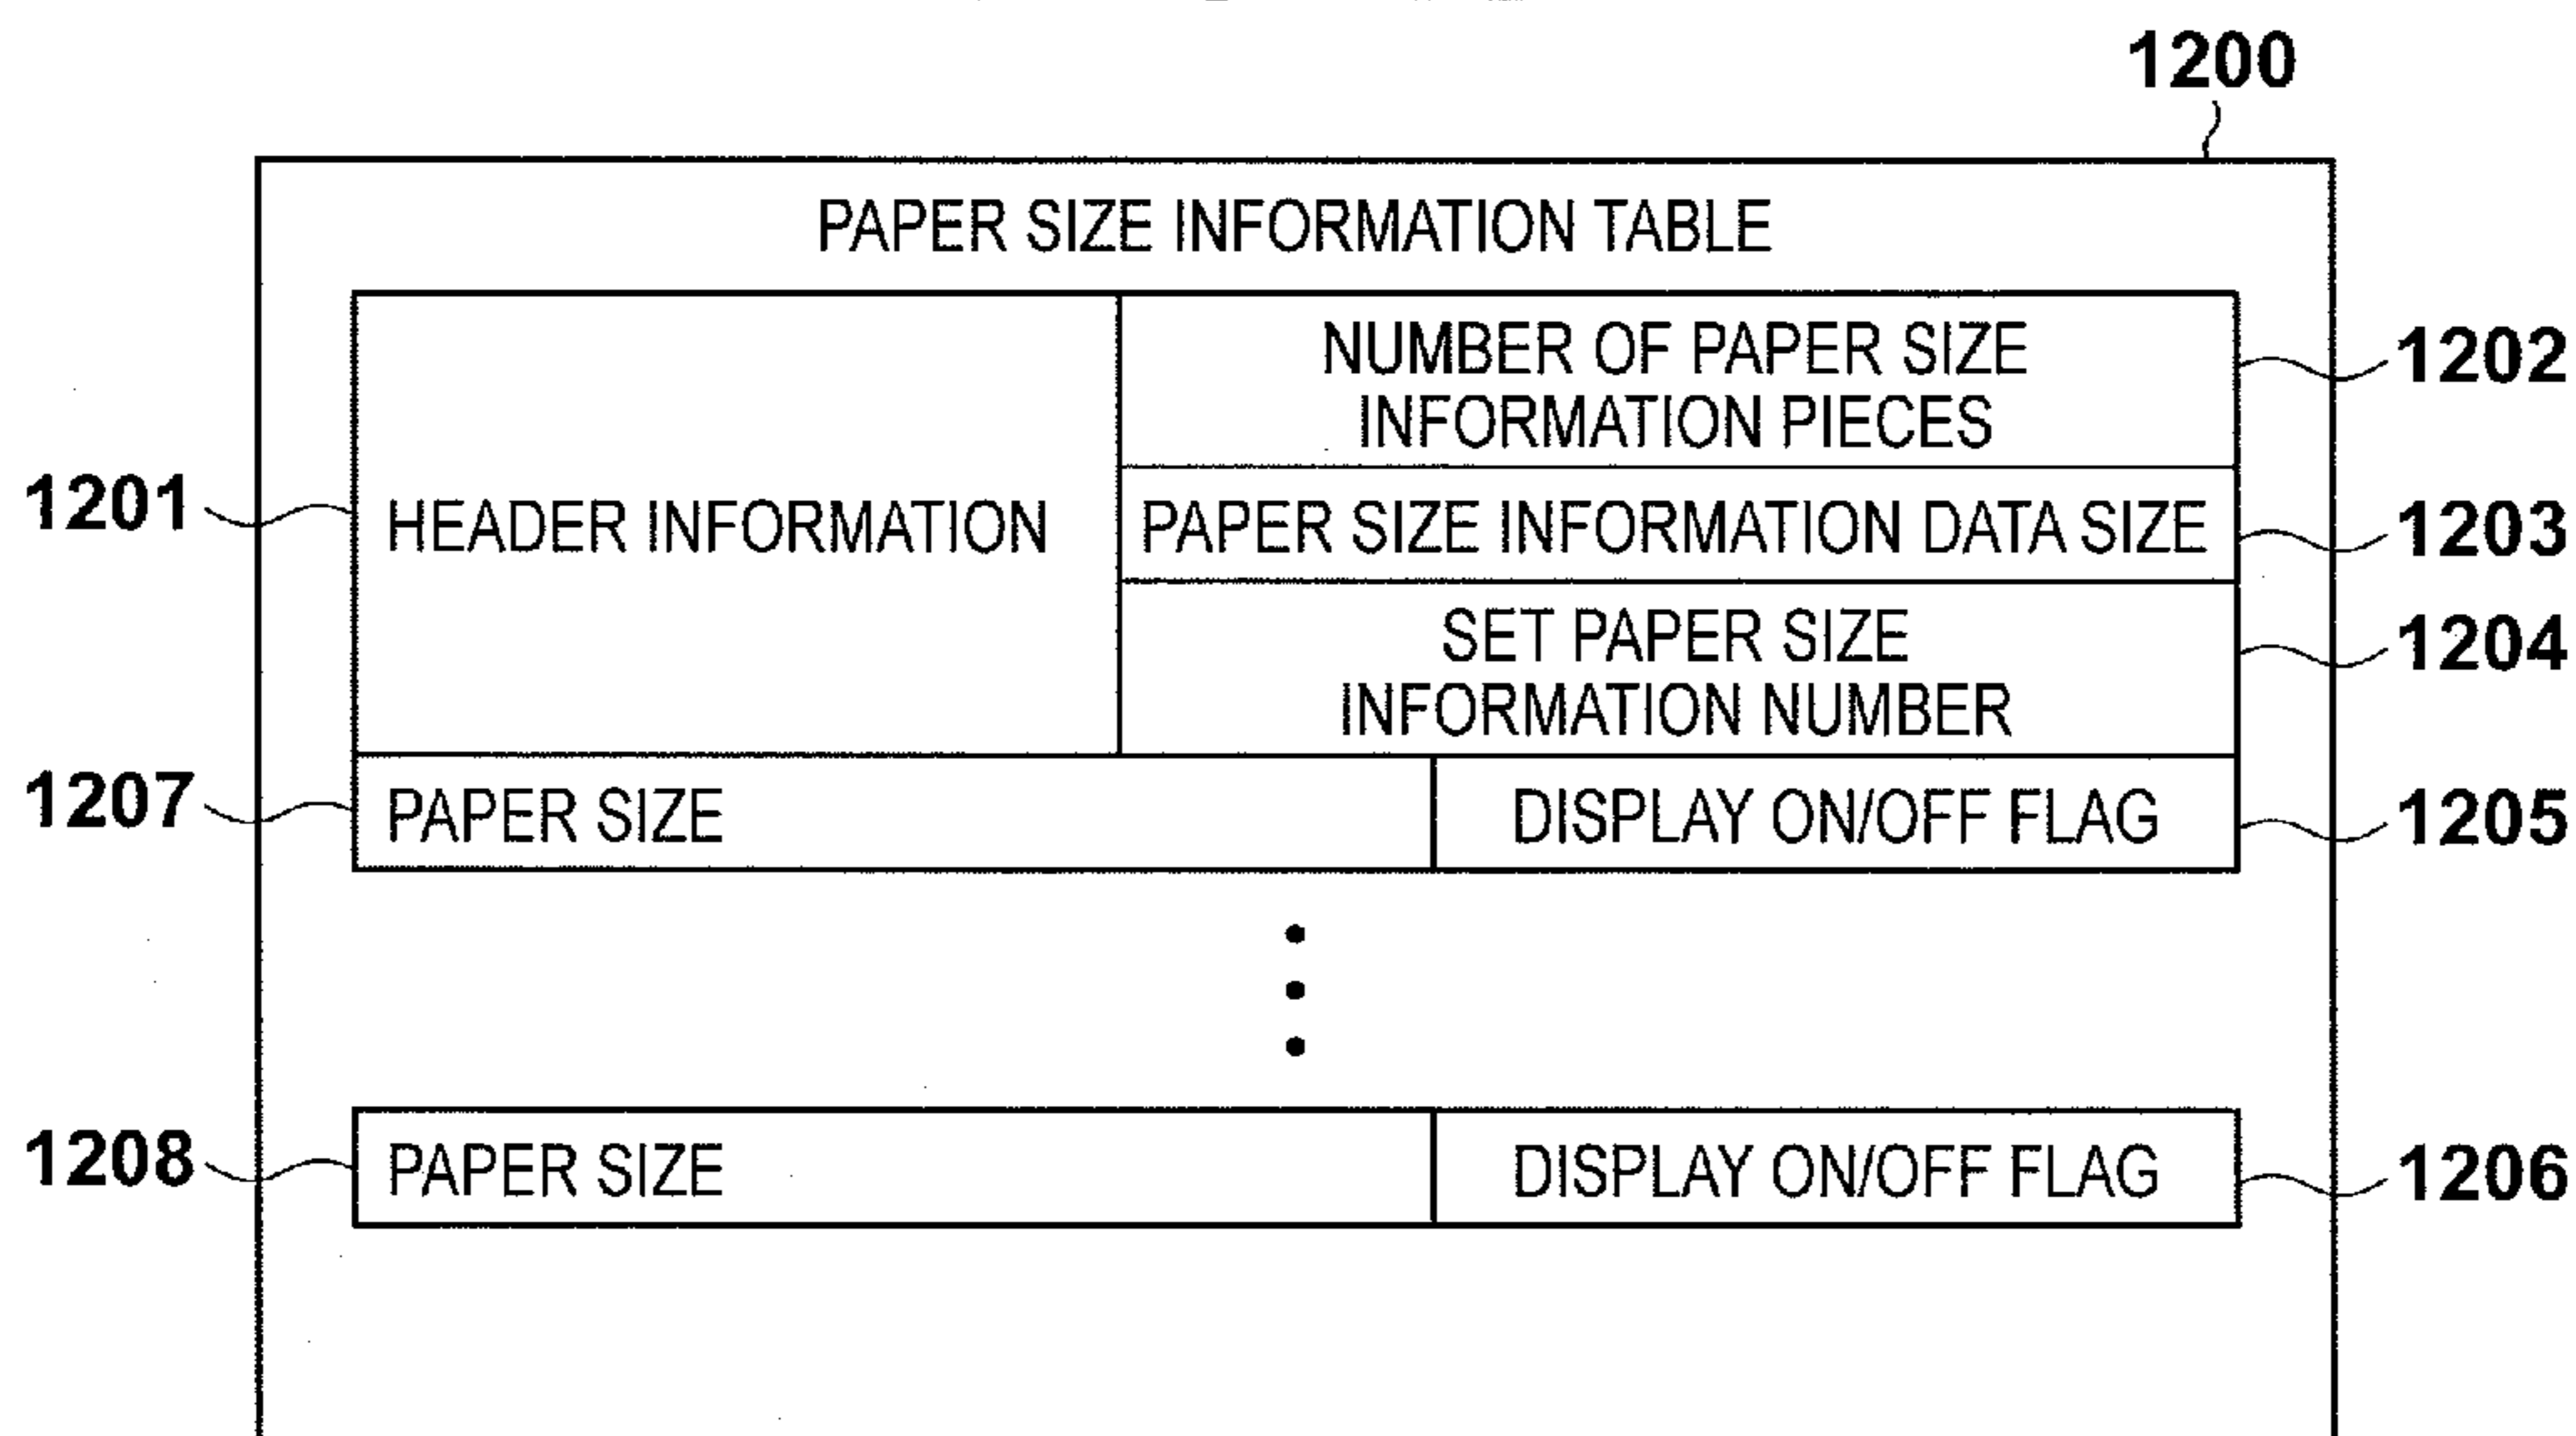 1200
PAPER SIZE INFORMATION TABLE
NUMBER OF PAPER SIZE
INFORMATION PIECES
1202
1201
HEADER INFORMATION
PAPER SIZE INFORMATION DATA SIZE
1203
SET PAPER SIZE
INFORMATION NUMBER
1204
1207
PAPER SIZE
DISPLAY ON/OFF FLAG
1205
1208
PAPER SIZE
DISPLAY ON/OFF FLAG
1206